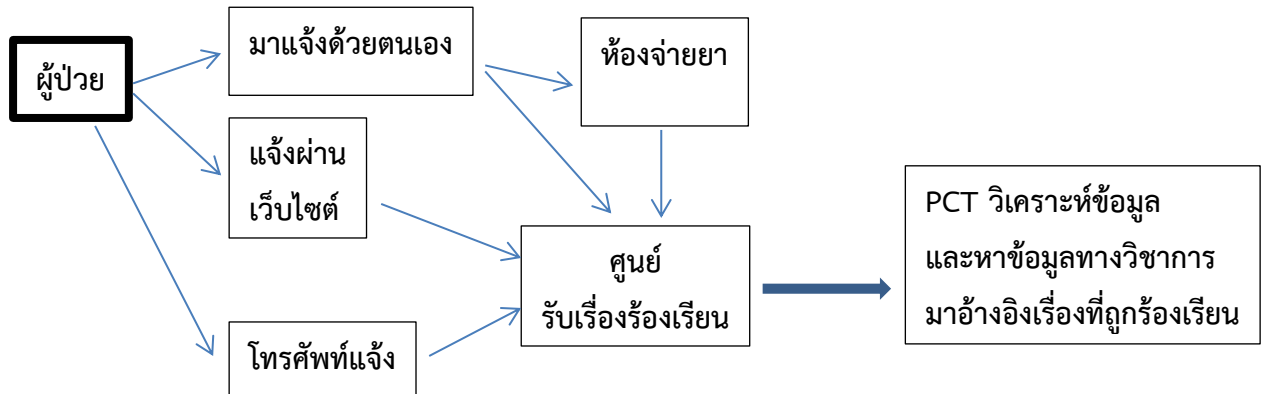 ผู้ป่วย
มาแจ้งด้วยตนเอง
ห้องจ่ายยา
แจ้งผ่าน
เว็บไซต์
โทรศัพท์แจ้ง
ศูนย์
รับเรื่องร้องเรียน
PCT วิเคราะห์ข้อมูล
และหาข้อมูลทางวิชาการ
มาอ้างอิงเรื่องที่ถูกร้องเรียน